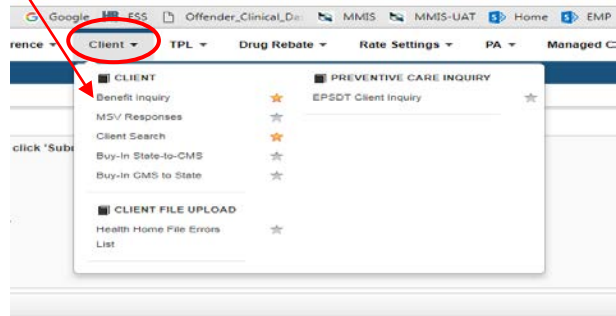 G Google ESS Offender_Clinical_Da MMIS MMIS-UAT Home EMP
rence Client TPL Drug Rebate Rate Settings PA Managed C
CLIENT PREVENTIVE CARE INQUIRY
Benefit Inquiry EPSDT Client Inquiry
MSV Responses
Client Search
click 'Subm
Buy-In State-to-CMS
Buy-In CMS to State
CLIENT FILE UPLOAD
Health Home File Errors
List